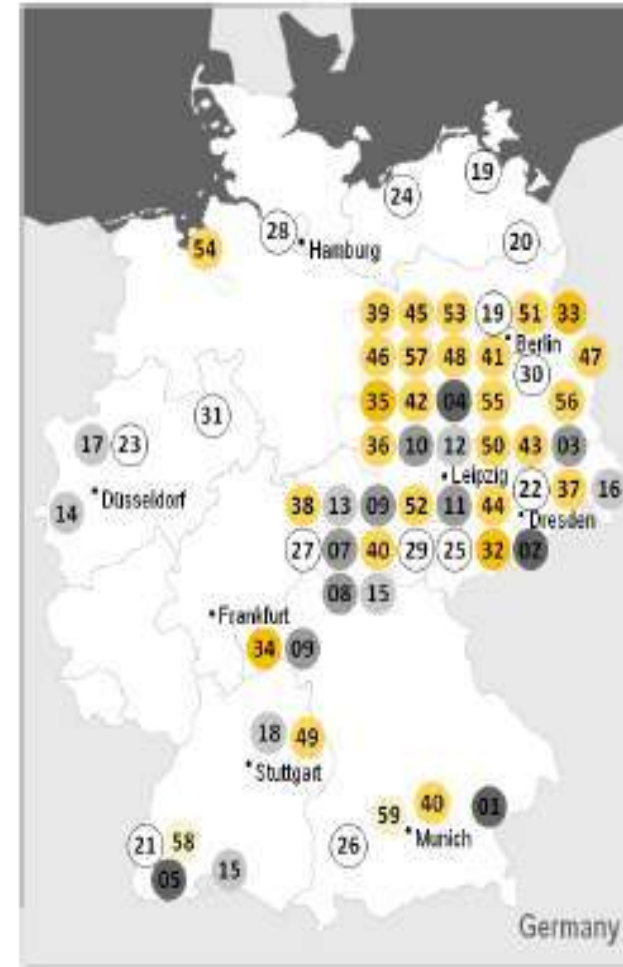 19
24
28
Hamburg
20
54
39 45 53 19 51 33
Berlin
46 57 48 41 47
30
35 42 04 55 56
31
17 23
36 10 12 50 43 03
Leipzig
22 37 16
Düsseldorf
14
38 13 09 52 11 44
Dresden
27 07 40 29 25 32 02
08 15
Frankfurt
34 09
18 49
Stuttgart
59 40 01
Munich
21 58
26
05 15
Germany